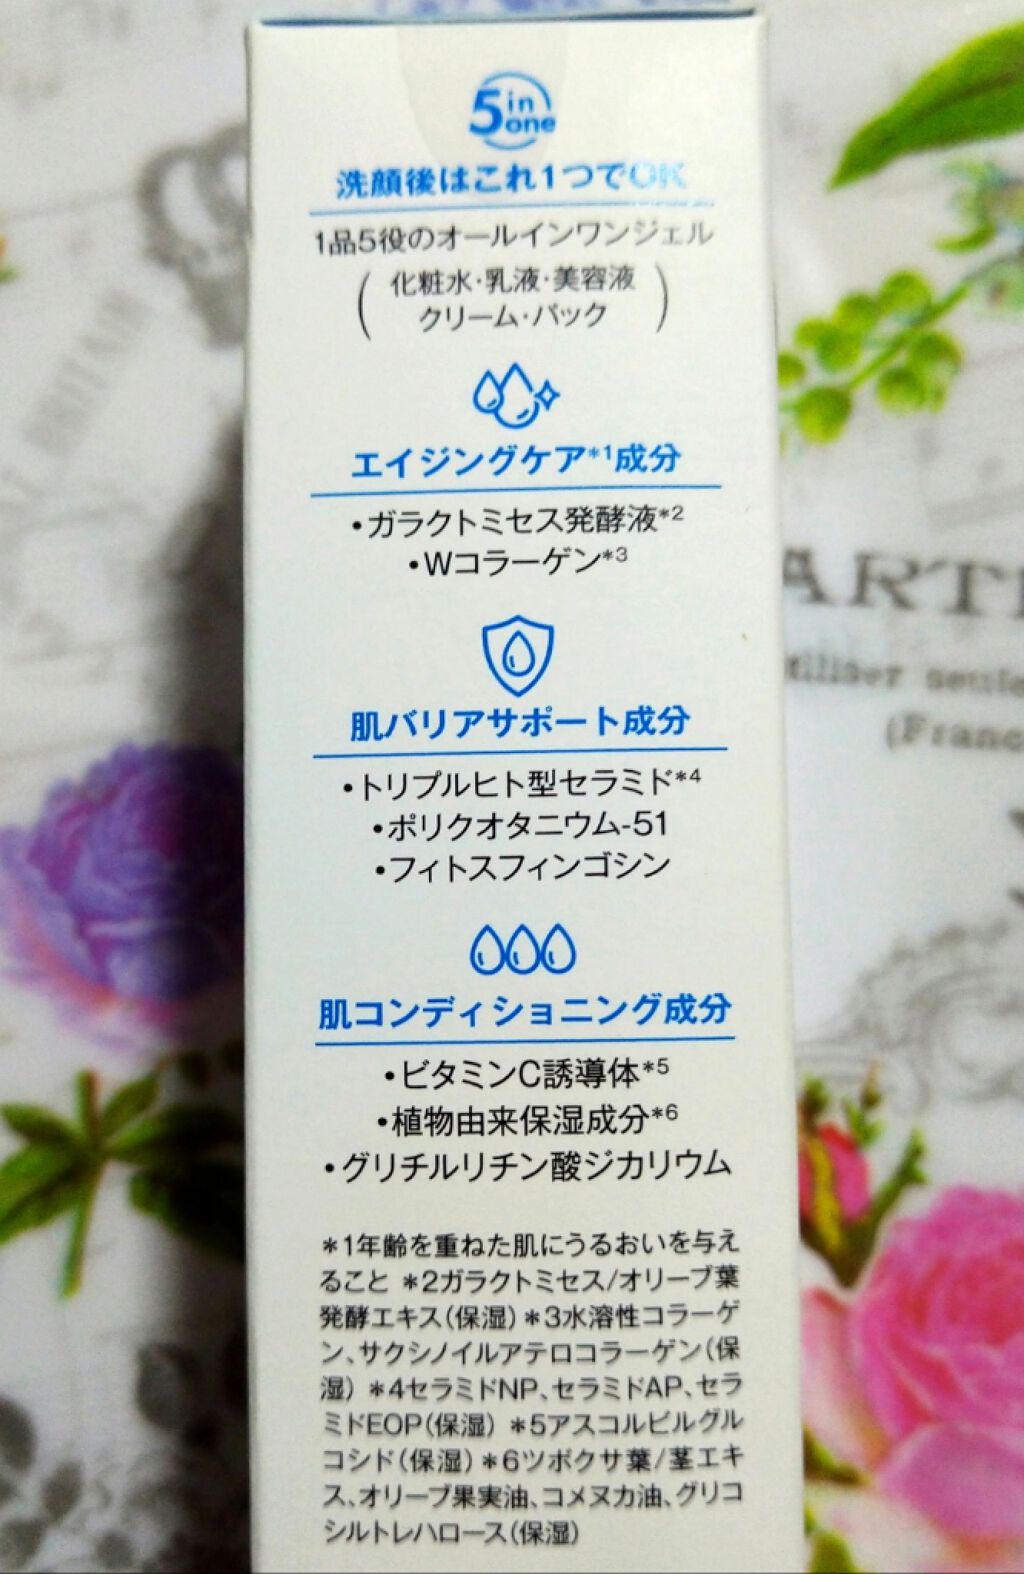 5 in one
洗顔後はこれ1つでOK
1品5役のオールインワンジェル
(化粧水・乳液・美容液
クリーム・パック)
エイジングケア*1成分
・ガラクトミセス発酵液*2
・Wコラーゲン*3
肌バリアサポート成分
・トリプルヒト型セラミド*4
・ポリクオタニウム-51
・フィトスフィンゴシン
肌コンディショニング成分
・ビタミンC誘導体*5
・植物由来保湿成分*6
・グリチルリチン酸ジカリウム
*1年齢を重ねた肌にうるおいを与え
ること *2ガラクトミセス/オリーブ葉
発酵エキス(保湿)*3水溶性コラーゲ
ン、サクシノイルアテロコラーゲン(保
湿) *4セラミドNP、セラミドAP、セラ
ミドEOP(保湿) *5アスコルビルグル
コシド(保湿)*6ツボクサ葉/茎エキ
ス、オリーブ果実油、コメヌカ油、グリコ
シルトレハロース(保湿)
ARTI
(Franc